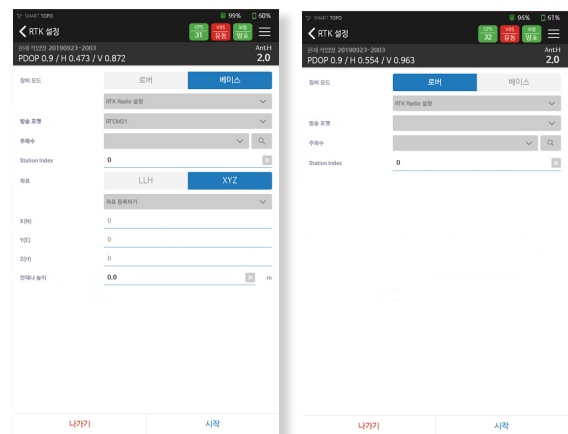 SMART TOPO
99%
60%
RTK 설정
GPS
31
VRS
유동
보정
양호
현재 작업명 20190923-2003
Ant.H
PDOP 0.9 / H 0.473 / V 0.872
2.0
장비 모드
로버
베이스
RTK Radio 설정
방송 포맷
RTCM21
주파수
Station Index
0
좌표
LLH
XYZ
좌표 등록하기
X(N)
0
Y(E)
0
Z(H)
0
안테나 높이
0.0
m
나가기
시작
SMART TOPO
96%
61%
RTK 설정
GPS
32
VRS
유동
보정
양호
현재 작업명 20190923-2003
Ant.H
PDOP 0.9 / H 0.554 / V 0.963
2.0
장비 모드
로버
베이스
RTK Radio 설정
방송 포맷
주파수
Station Index
0
나가기
시작